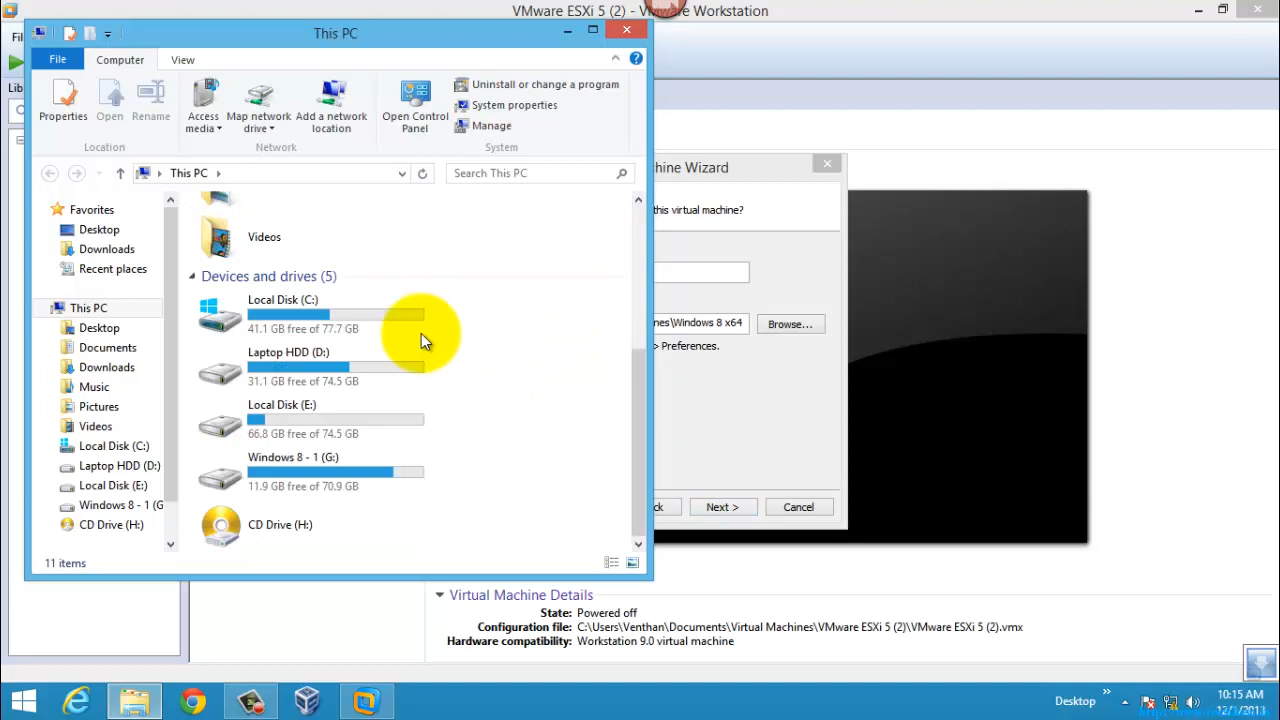 VMware ESXi 5 (2) - VMware Workstation
This PC
File
Computer
View
Properties
Open
Rename
Access media
Map network drive
Add a network location
Open Control Panel
Uninstall or change a program
System properties
Manage
Location
Network
System
This PC
Search This PC
Favorites
Desktop
Downloads
Recent places
This PC
Desktop
Documents
Downloads
Music
Pictures
Videos
Local Disk (C:)
Laptop HDD (D:)
Local Disk (E:)
Windows 8 - 1 (G
CD Drive (H:)
Videos
Devices and drives (5)
Local Disk (C:)
41.1 GB free of 77.7 GB
Laptop HDD (D:)
31.1 GB free of 74.5 GB
Local Disk (E:)
66.8 GB free of 74.5 GB
Windows 8 - 1 (G:)
11.9 GB free of 70.9 GB
CD Drive (H:)
11 items
Fi
Lib
hine Wizard
this virtual machine?
nes\Windows 8 x64
Browse...
> Preferences.
ck
Next >
Cancel
Virtual Machine Details
State: Powered off
Configuration file: C:\Users\Venthan\Documents\Virtual Machines\VMware ESXi 5 (2)\VMware ESXi 5 (2).vmx
Hardware compatibility: Workstation 9.0 virtual machine
Desktop
10:15 AM